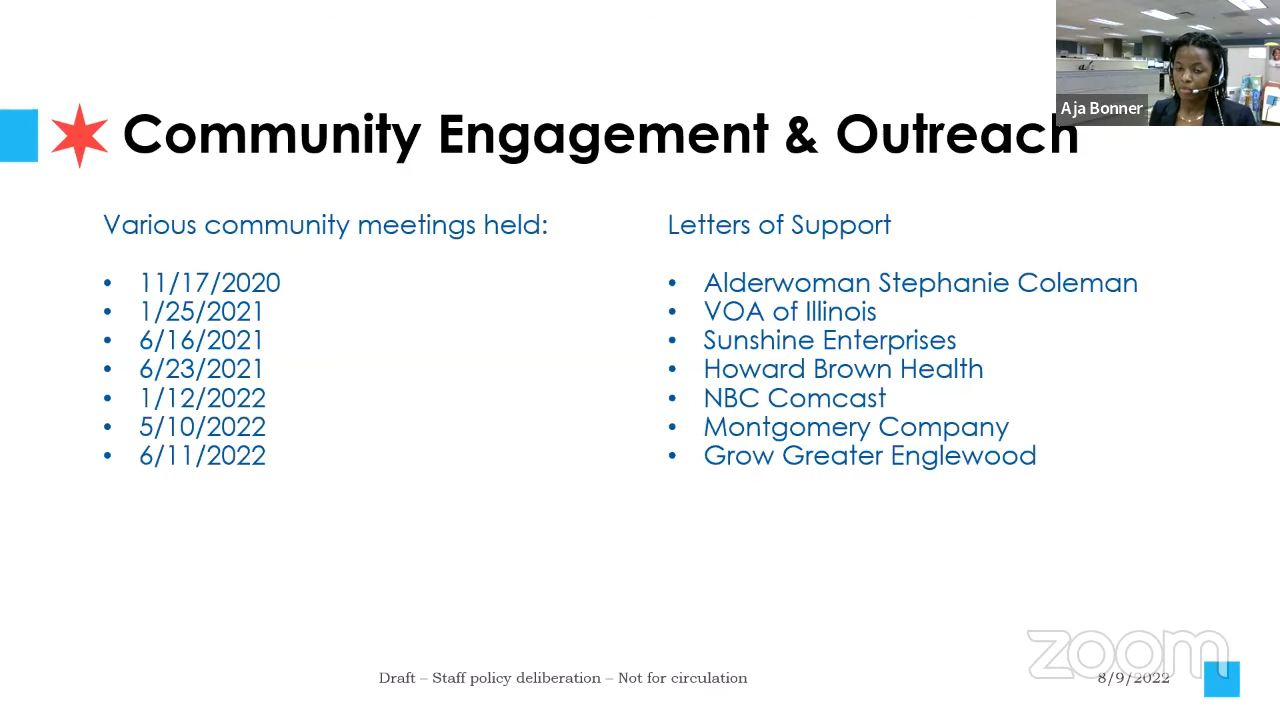 Aja Bonner
Community Engagement & Outreach
Various community meetings held:
• 11/17/2020
• 1/25/2021
• 6/16/2021
• 6/23/2021
• 1/12/2022
• 5/10/2022
• 6/11/2022
Letters of Support
• Alderwoman Stephanie Coleman
• VOA of Illinois
• Sunshine Enterprises
• Howard Brown Health
• NBC Comcast
• Montgomery Company
• Grow Greater Englewood
zoom
Draft – Staff policy deliberation – Not for circulation
8/9/2022